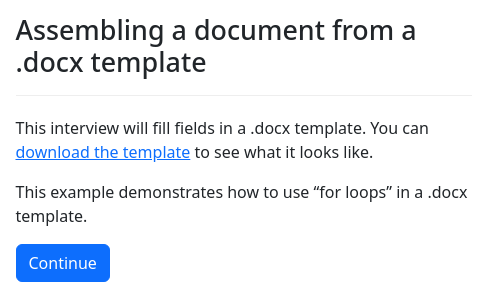 Assembling a document from a
.docx template
This interview will fill fields in a .docx template. You can
download the template to see what it looks like.
This example demonstrates how to use “for loops” in a .docx
template.
Continue